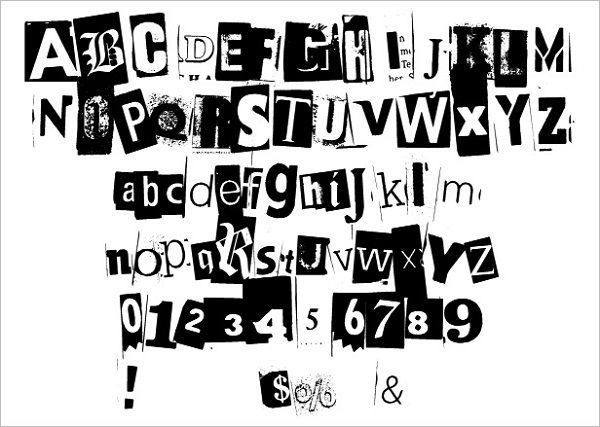 ABCDEFGHIJKLM
NOPQRSTUVWXYZ
abcdefghijklm
nopqRstuvwxYz
0123456789
! $% &